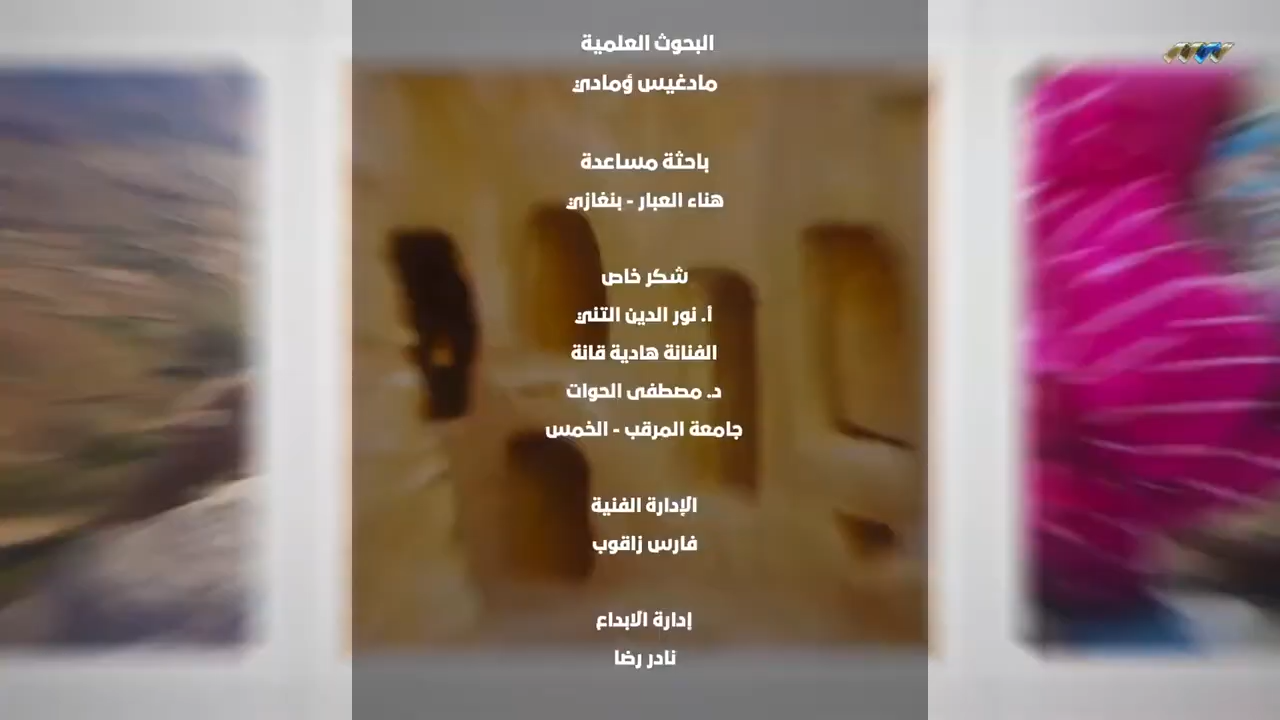 البحوث العلمية
مادغيس ؤمادي
باحثة مساعدة
هناء العبار - بنغازي
شكر خاص
أ. نور الدين التني
الفنانة هادية قانة
د. مصطفى الحوات
جامعة المرقب - الخمس
الإدارة الفنية
فارس زاقوب
إدارة الابداع
نادر رضا